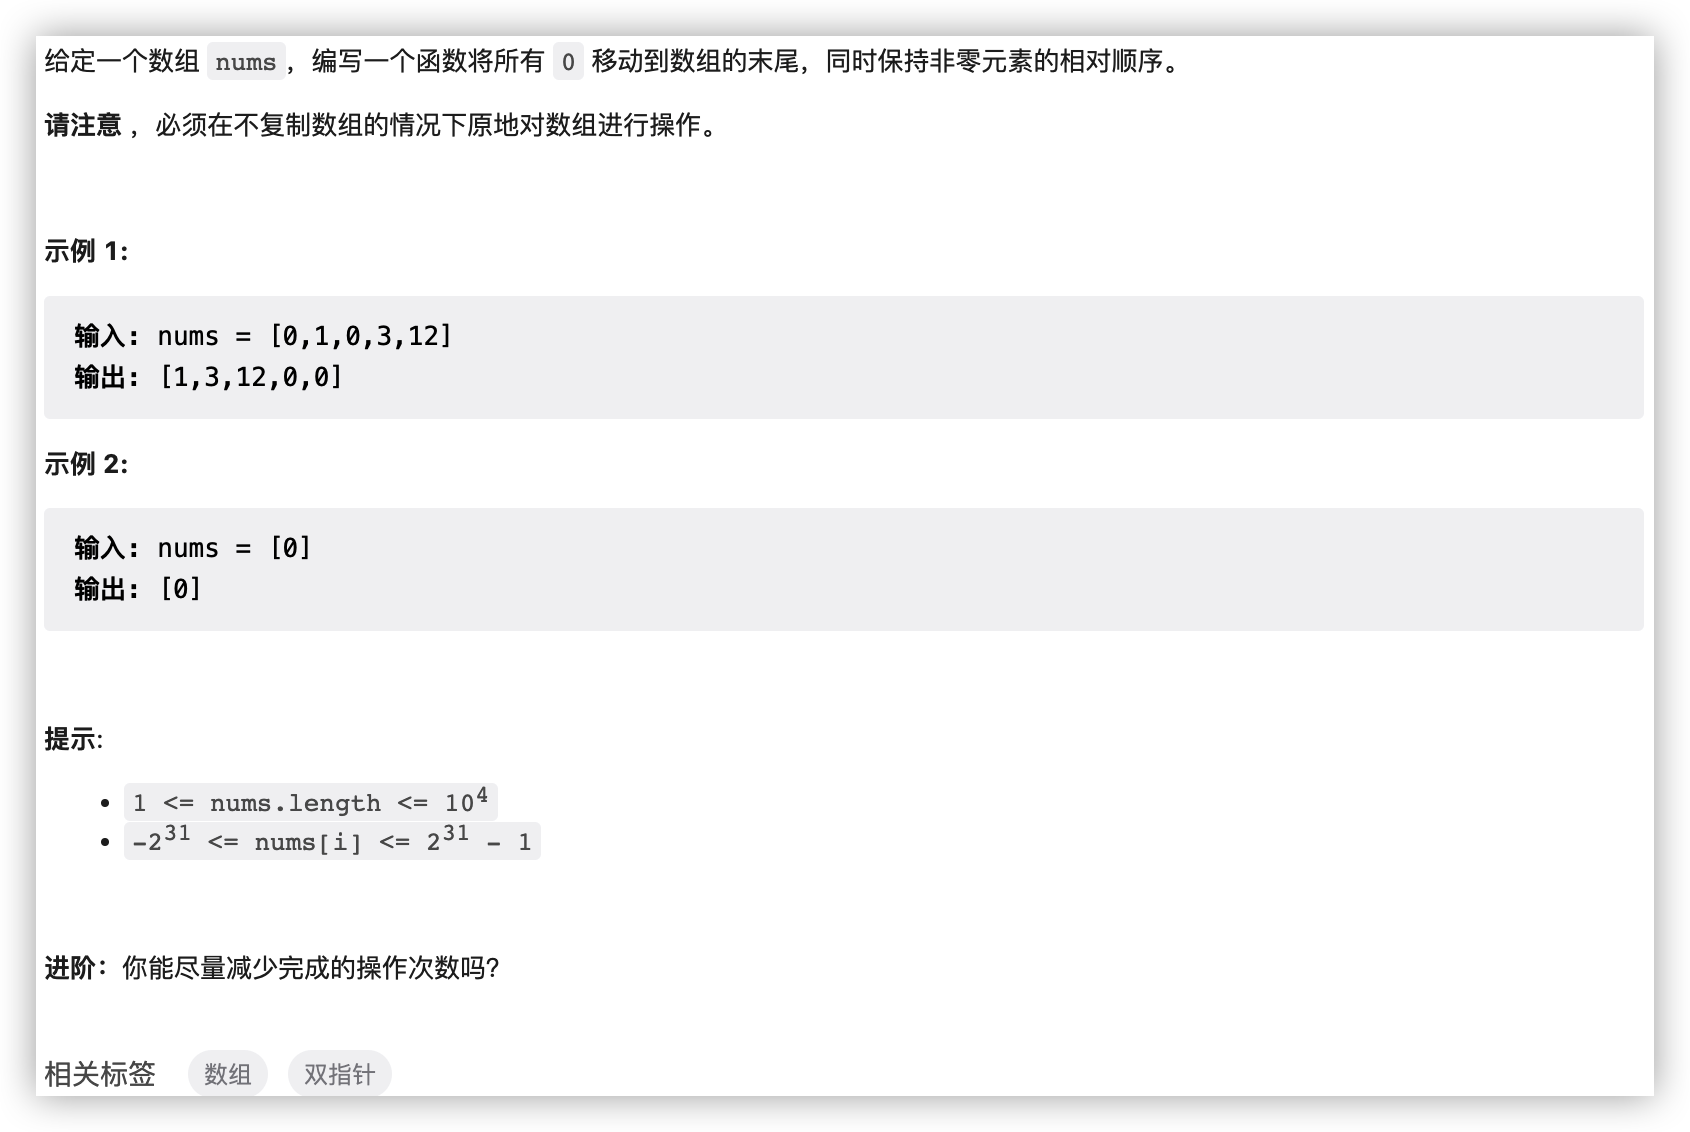 给定一个数组 nums，编写一个函数将所有 0 移动到数组的末尾，同时保持非零元素的相对顺序。
请注意 ，必须在不复制数组的情况下原地对数组进行操作。
示例 1:
输入: nums = [0,1,0,3,12]
输出: [1,3,12,0,0]
示例 2:
输入: nums = [0]
输出: [0]
提示:
• 1 <= nums.length <= 10⁴
• -2³¹ <= nums[i] <= 2³¹ - 1
进阶：你能尽量减少完成的操作次数吗?
相关标签 数组 双指针